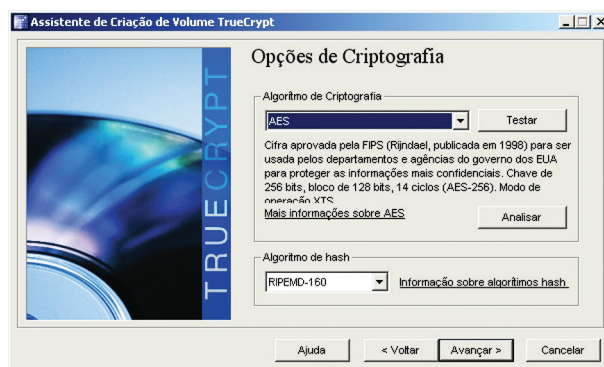 Assistente de Criação de Volume TrueCrypt
TRUECRYPT
Opções de Criptografia
Algoritmo de Criptografia
AES
Testar
Cifra aprovada pela FIPS (Rijndael, publicada em 1998) para ser
usada pelos departamentos e agências do governo dos EUA
para proteger as informações mais confidenciais. Chave de
256 bits, bloco de 128 bits, 14 ciclos (AES-256). Modo de
operação XTS
Mais informações sobre AES
Analisar
Algoritmo de hash
RIPEMD-160
Informação sobre algorítimos hash
Ajuda
< Voltar
Avançar >
Cancelar